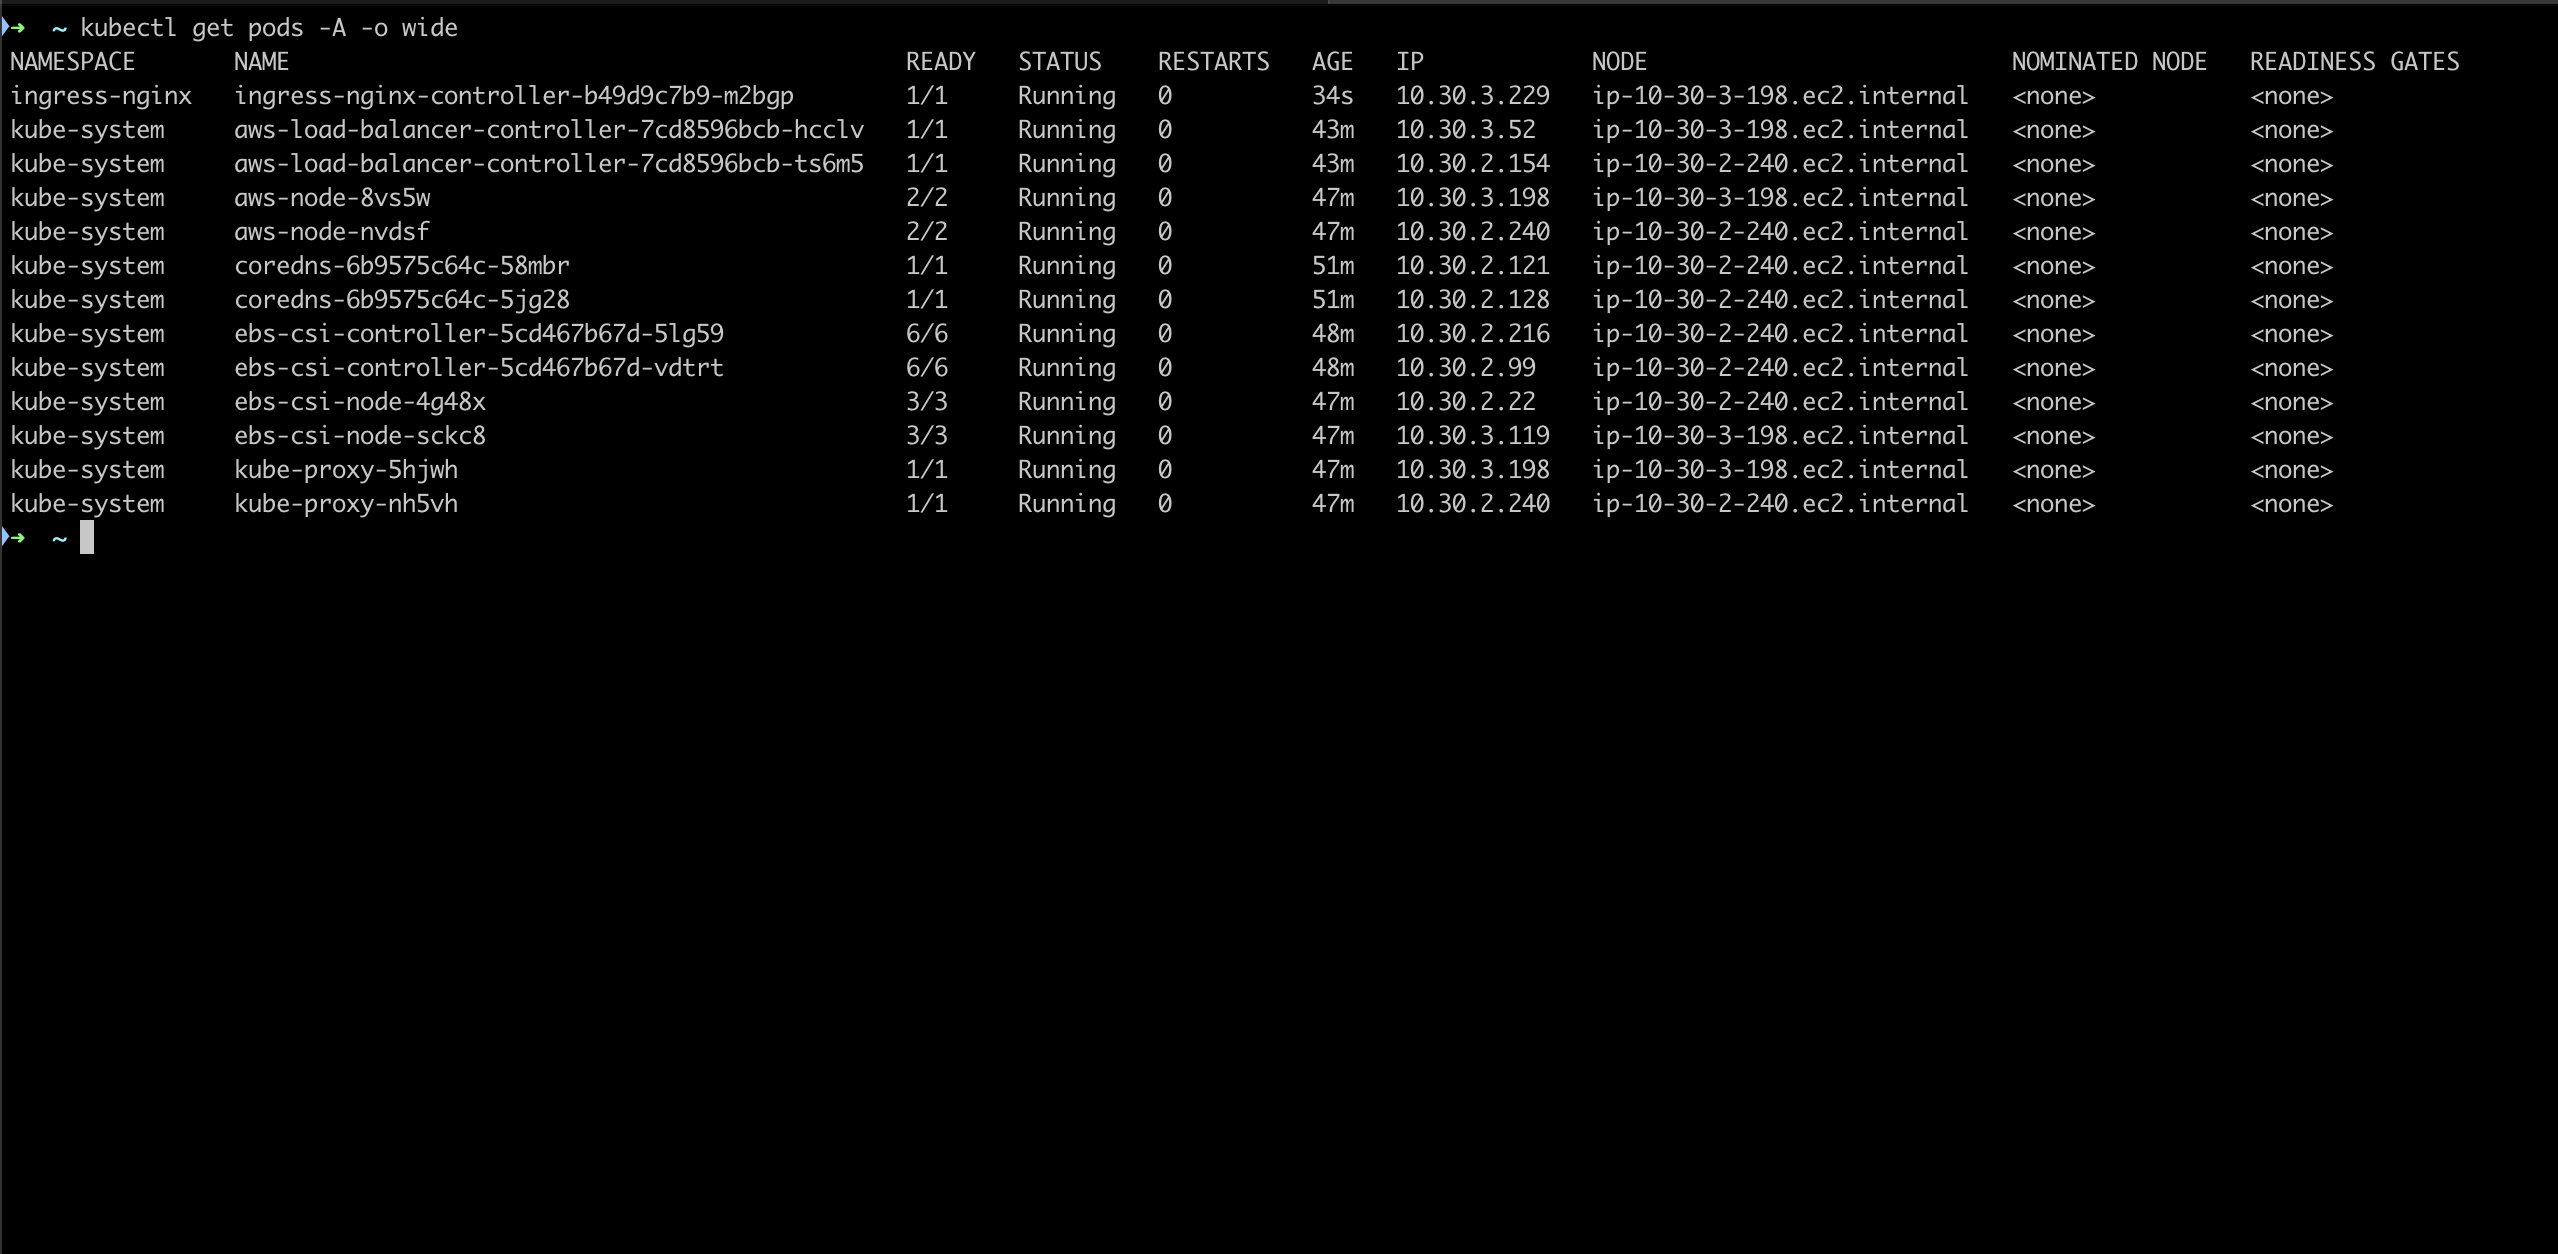 ➜ ~ kubectl get pods -A -o wide
NAMESPACE NAME READY STATUS RESTARTS AGE IP NODE NOMINATED NODE READINESS GATES
ingress-nginx ingress-nginx-controller-b49d9c7b9-m2bgp 1/1 Running 0 34s 10.30.3.229 ip-10-30-3-198.ec2.internal <none> <none>
kube-system aws-load-balancer-controller-7cd8596bcb-hcclv 1/1 Running 0 43m 10.30.3.52 ip-10-30-3-198.ec2.internal <none> <none>
kube-system aws-load-balancer-controller-7cd8596bcb-ts6m5 1/1 Running 0 43m 10.30.2.154 ip-10-30-2-240.ec2.internal <none> <none>
kube-system aws-node-8vs5w 2/2 Running 0 47m 10.30.3.198 ip-10-30-3-198.ec2.internal <none> <none>
kube-system aws-node-nvdsf 2/2 Running 0 47m 10.30.2.240 ip-10-30-2-240.ec2.internal <none> <none>
kube-system coredns-6b9575c64c-58mbr 1/1 Running 0 51m 10.30.2.121 ip-10-30-2-240.ec2.internal <none> <none>
kube-system coredns-6b9575c64c-5jg28 1/1 Running 0 51m 10.30.2.128 ip-10-30-2-240.ec2.internal <none> <none>
kube-system ebs-csi-controller-5cd467b67d-5lg59 6/6 Running 0 48m 10.30.2.216 ip-10-30-2-240.ec2.internal <none> <none>
kube-system ebs-csi-controller-5cd467b67d-vdtrt 6/6 Running 0 48m 10.30.2.99 ip-10-30-2-240.ec2.internal <none> <none>
kube-system ebs-csi-node-4g48x 3/3 Running 0 47m 10.30.2.22 ip-10-30-2-240.ec2.internal <none> <none>
kube-system ebs-csi-node-sckc8 3/3 Running 0 47m 10.30.3.119 ip-10-30-3-198.ec2.internal <none> <none>
kube-system kube-proxy-5hjwh 1/1 Running 0 47m 10.30.3.198 ip-10-30-3-198.ec2.internal <none> <none>
kube-system kube-proxy-nh5vh 1/1 Running 0 47m 10.30.2.240 ip-10-30-2-240.ec2.internal <none> <none>
➜ ~